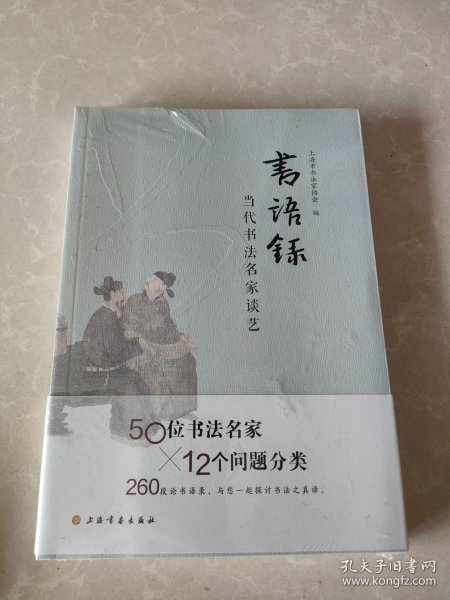 上海市书法家协会 编
書语錄
当代书法名家谈艺
50位书法名家
×12个问题分类
260段论书语录，与您一起探讨书法之真谛。
上海書畫出版社
孔夫子旧书网
www.kongfz.com